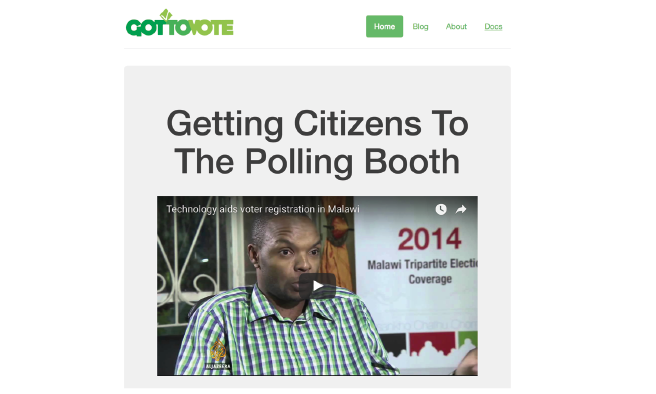 GOTTOVOTE
Home
Blog
About
Docs
Getting Citizens To
The Polling Booth
Technology aids voter registration in Malawi
2014
Malawi Tripartite Electi
Coverage
ALJAZEERA